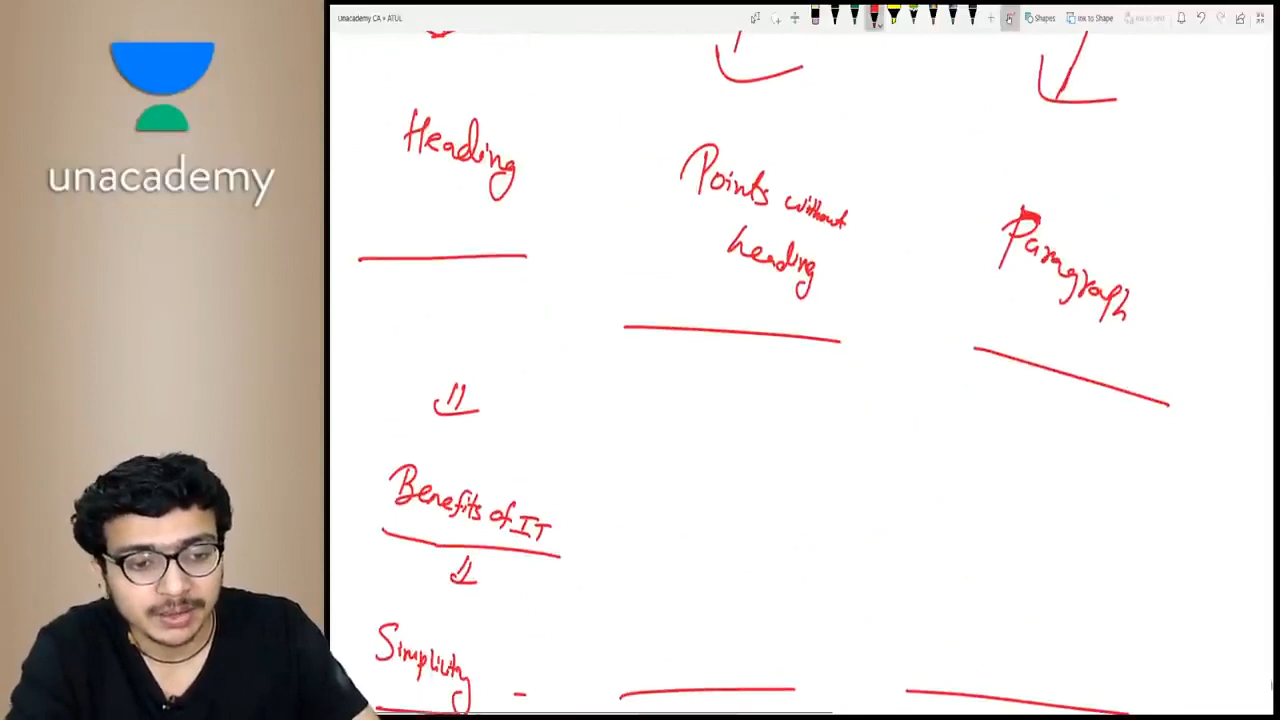 unacademy CA + ATUL
Shapes
Ink to Shape
unacademy
Heading
Points without
heading
Paragraph
Benefits of IT
Simplicity